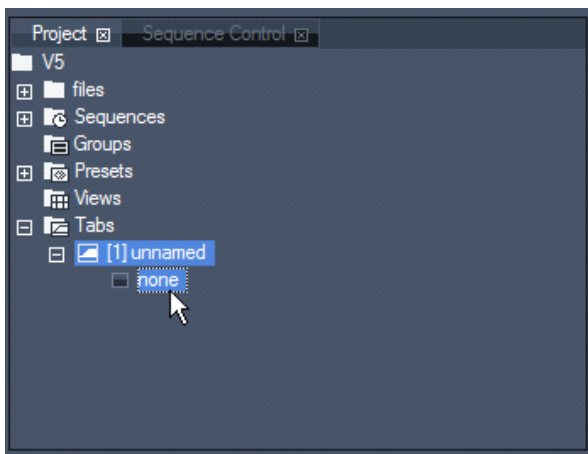 Project Sequence Control
V5
files
Sequences
Groups
Presets
Views
Tabs
[1] unnamed
none